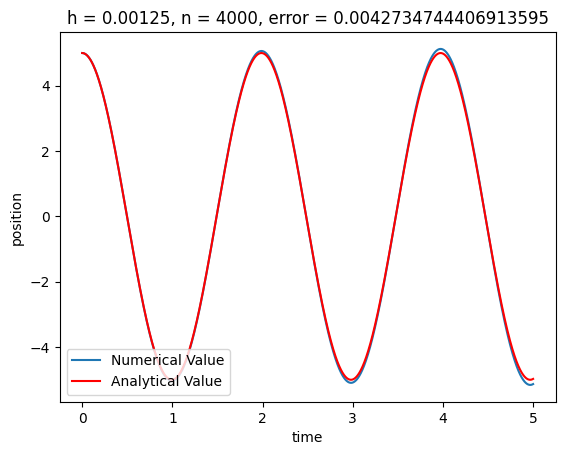 h = 0.00125, n = 4000, error = 0.0042734744406913595
position
4
2
0
−2
−4
Numerical Value
Analytical Value
0 1 2 3 4 5
time